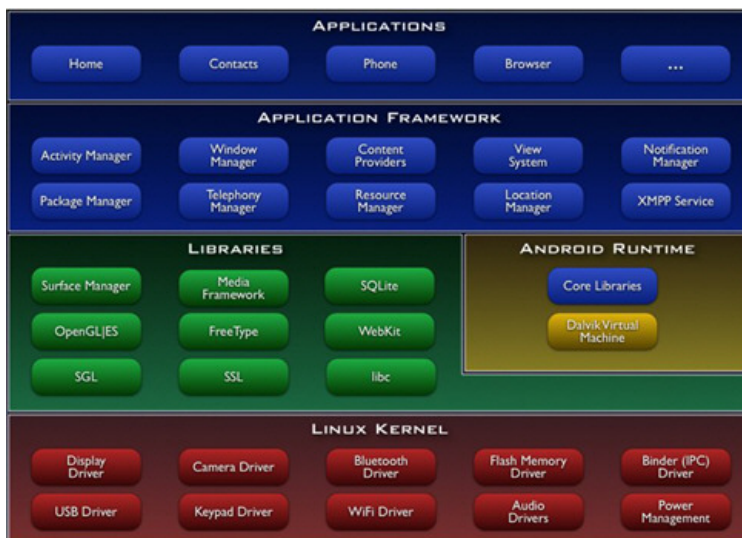 APPLICATIONS
Home Contacts Phone Browser ...
APPLICATION FRAMEWORK
Activity Manager
Window
Manager
Content
Providers
View
System
Notification
Manager
Package Manager
Telephony
Manager
Resource
Manager
Location
Manager
XMPP Service
LIBRARIES
Surface Manager
Media
Framework
SQLite
OpenGL|ES
FreeType
WebKit
SGL
SSL
libc
ANDROID RUNTIME
Core Libraries
Dalvik Virtual
Machine
LINUX KERNEL
Display
Driver
Camera Driver
Bluetooth
Driver
Flash Memory
Driver
Binder (IPC)
Driver
USB Driver
Keypad Driver
WiFi Driver
Audio
Drivers
Power
Management